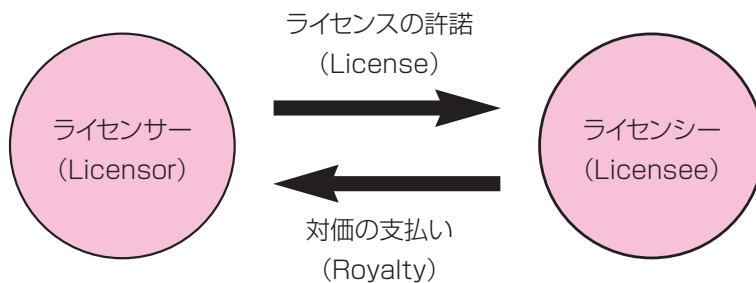 ライセンスの許諾
（License）
ライセンサー
（Licensor）
ライセンシー
（Licensee）
対価の支払い
（Royalty）